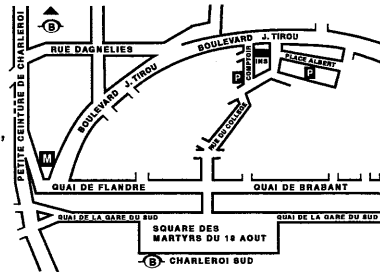 B
RUE DAGNELIES
BOULEVARD J. TIROU
COMPTOIR
INS
PLACE ALBERT
P
P
PETITE CEINTURE DE CHARLEROI
BOULEVARD J. TIROU
RUE DU COLLEGE
M
QUAI DE FLANDRE
QUAI DE BRABANT
QUAI DE LA GARE DU SUD
QUAI DE LA GARE DU SUD
SQUARE DES
MARTYRS DU 18 AOUT
B CHARLEROI SUD